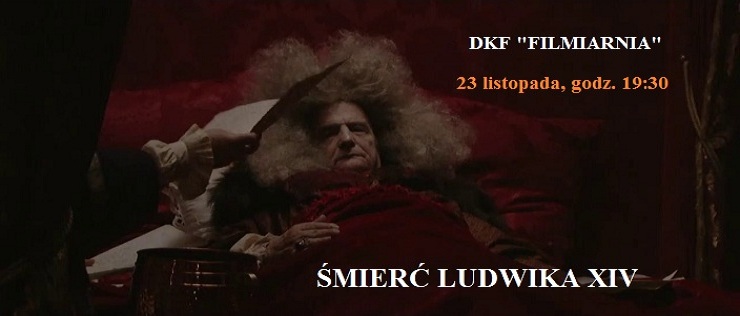 DKF "FILMIARNIA"
23 listopada, godz. 19:30
ŚMIERĆ LUDWIKA XIV